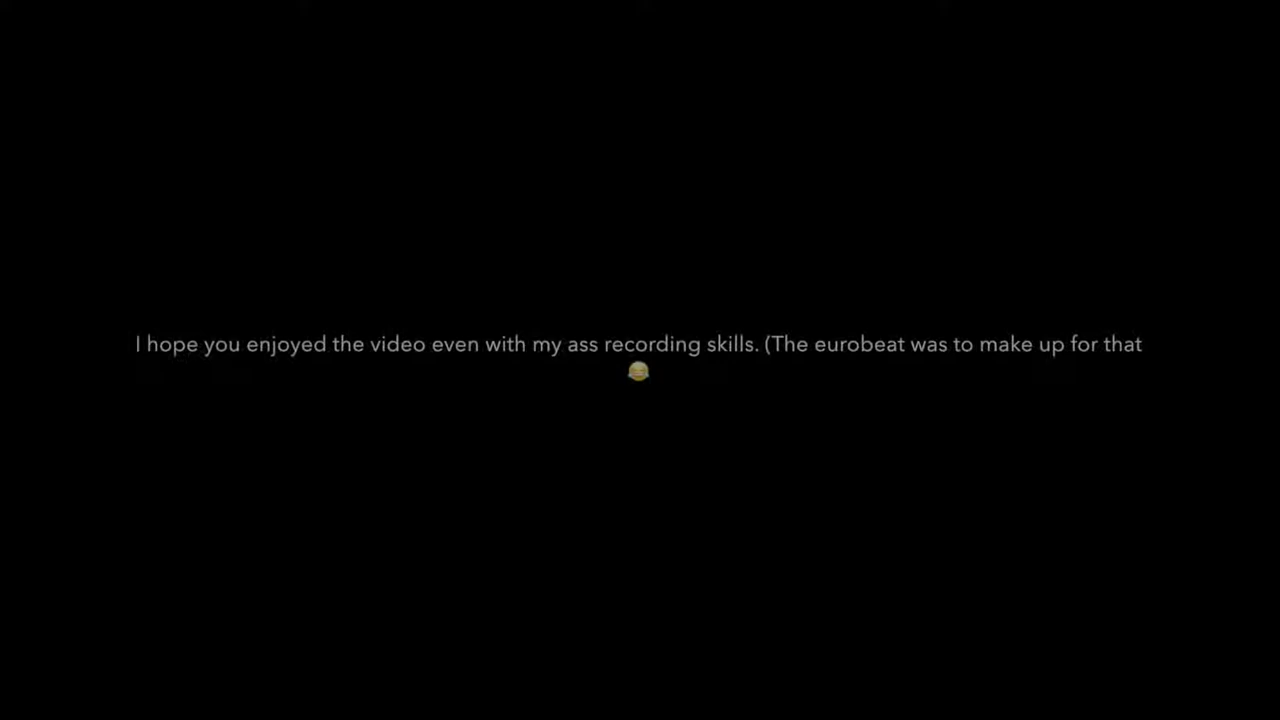 I hope you enjoyed the video even with my ass recording skills. (The eurobeat was to make up for that
😂